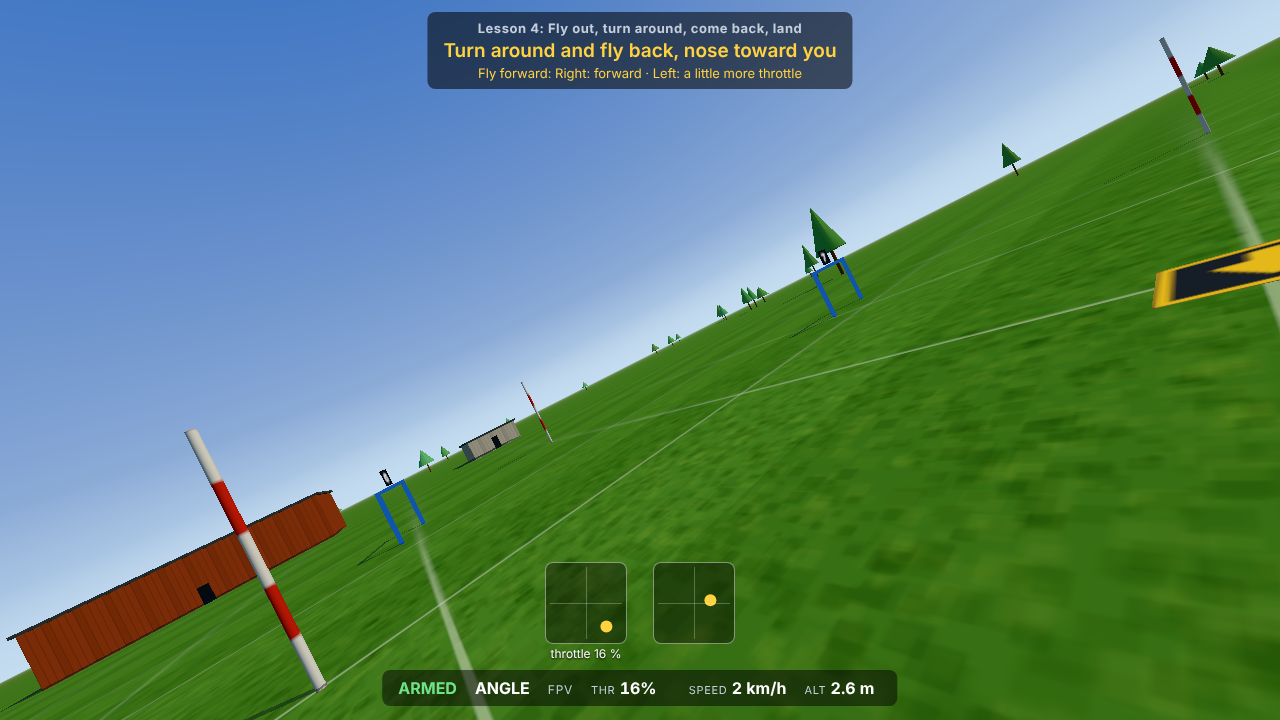 Lesson 4: Fly out, turn around, come back, land
Turn around and fly back, nose toward you
Fly forward: Right: forward · Left: a little more throttle
throttle 16 %
ARMED ANGLE FPV THR 16% SPEED 2 km/h ALT 2.6 m